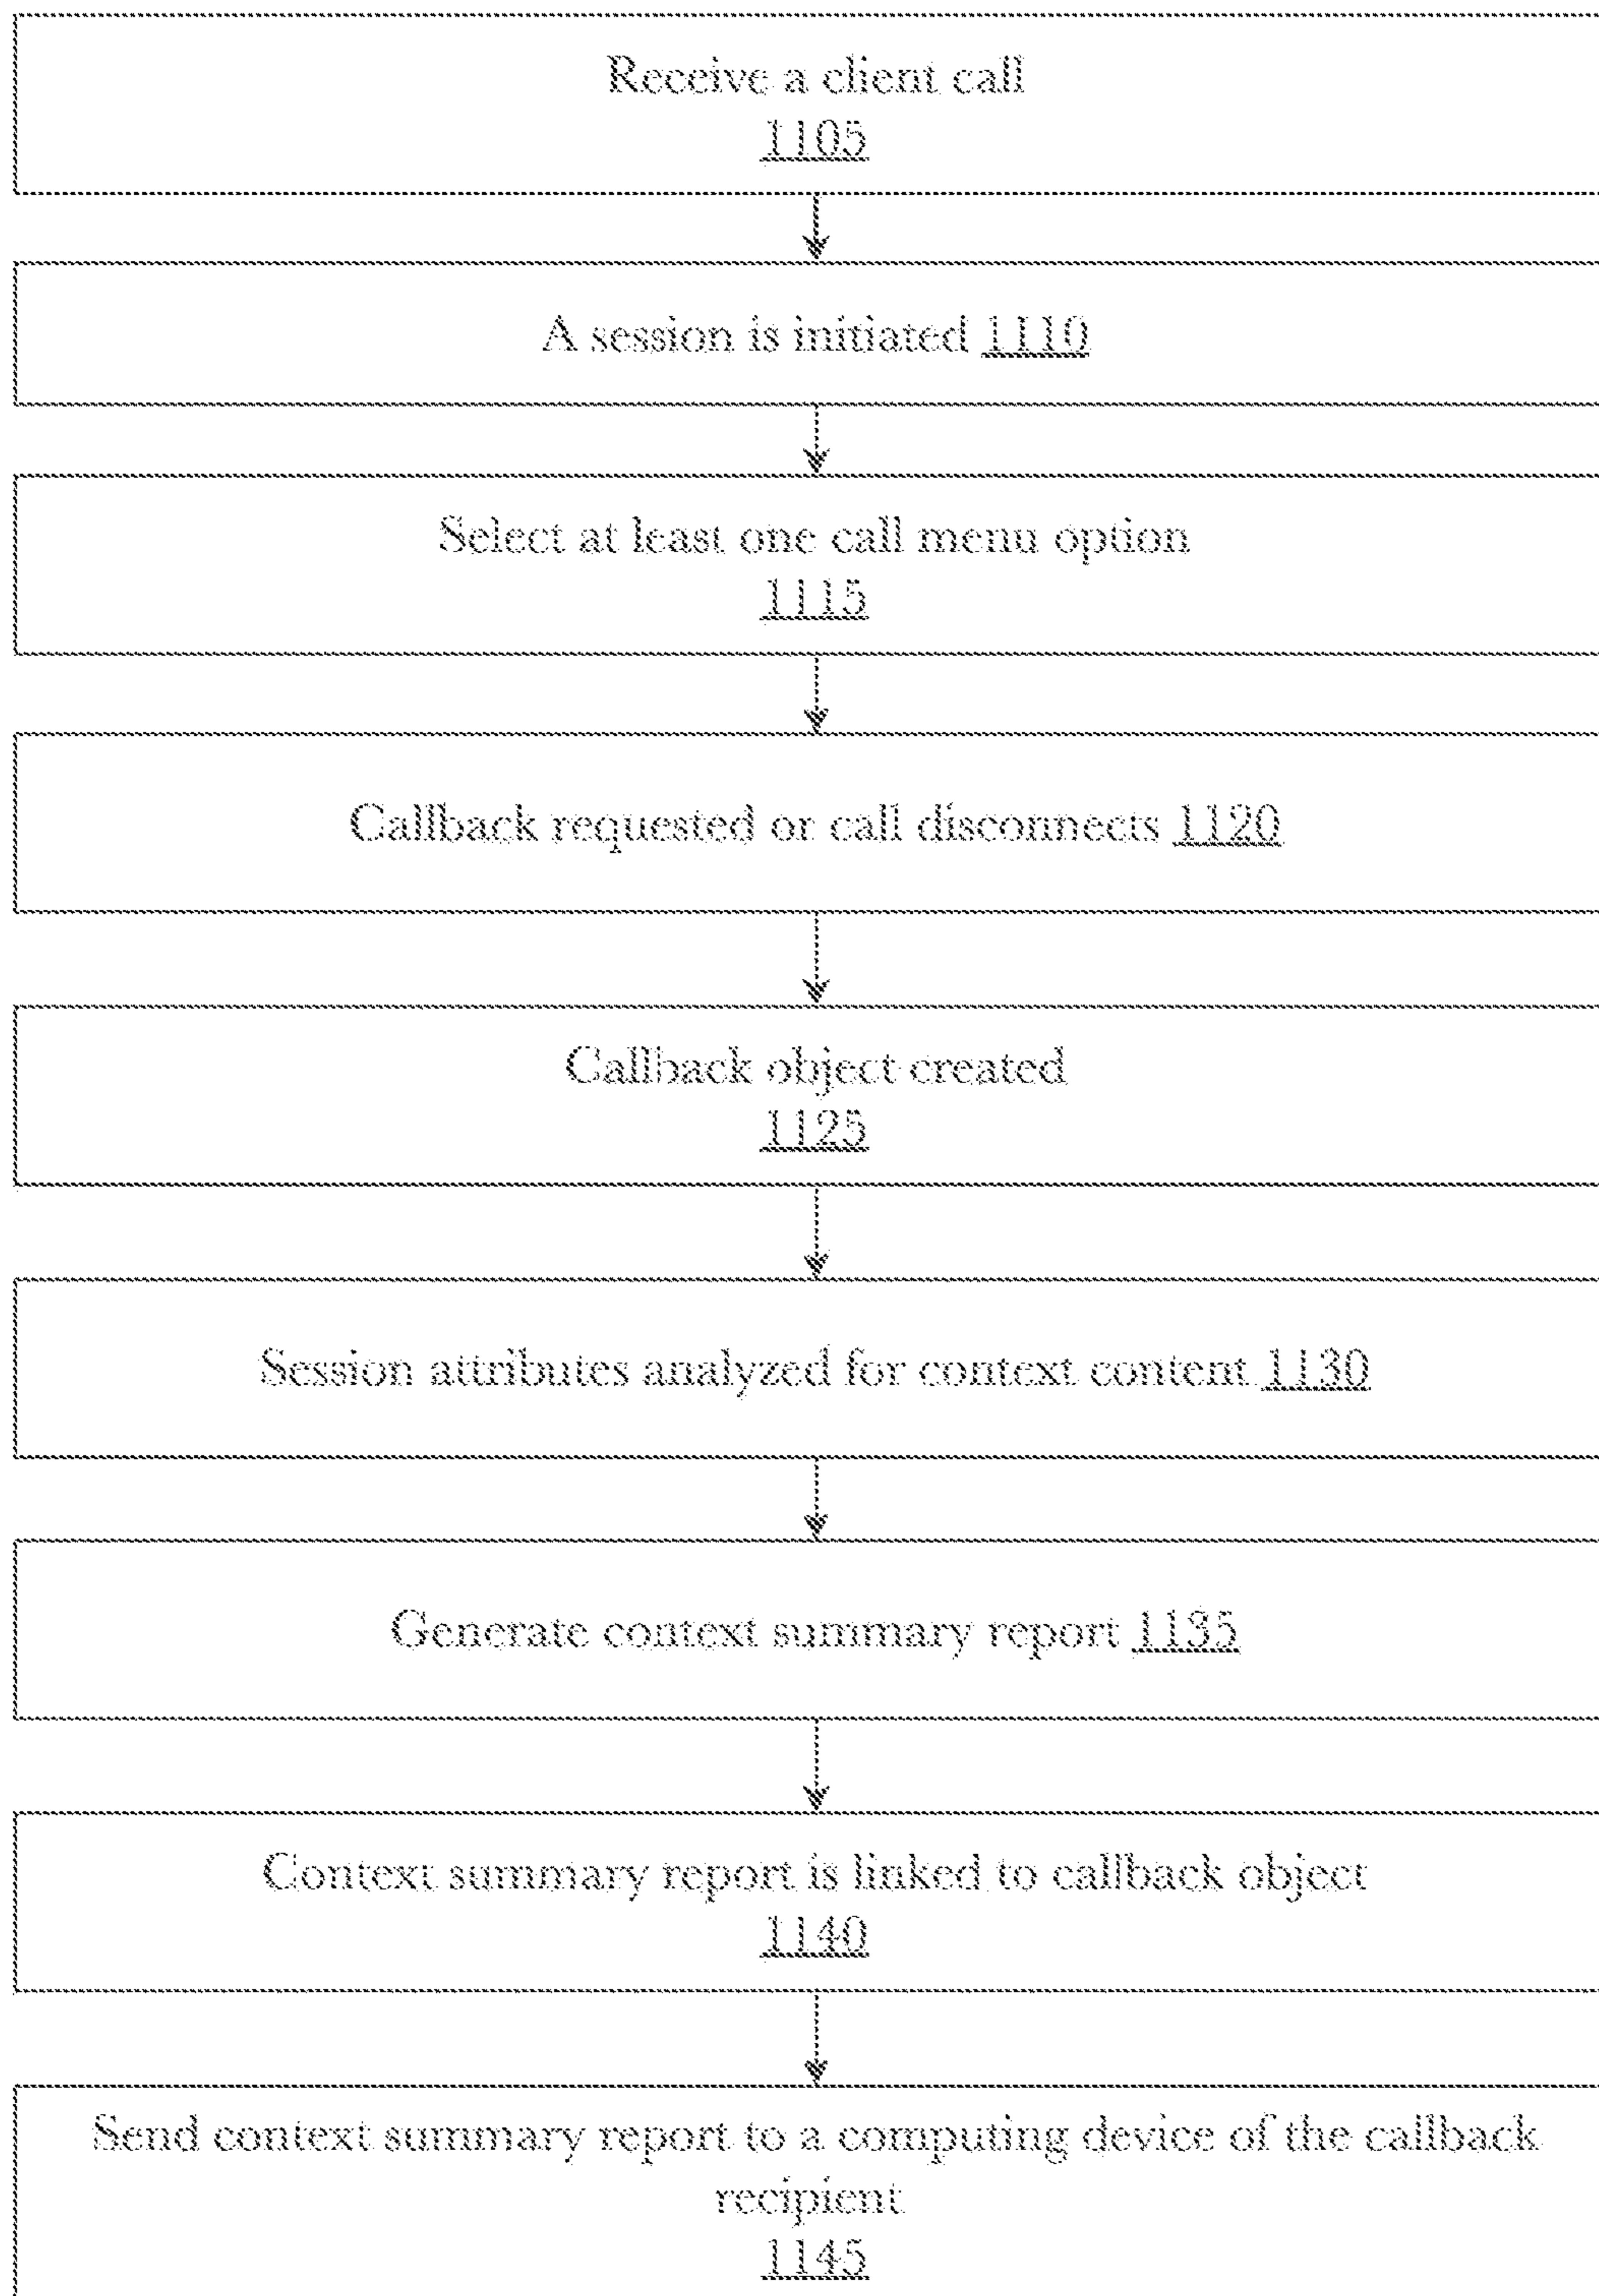 Receive a client call
1105
A session is initiated 1110
Select at least one call menu option
1115
Callback requested or call disconnects 1120
Callback object created
1125
Session attributes analyzed for context content 1130
Generate context summary report 1135
Context summary report is linked to callback object
1140
Send context summary report to a computing device of the callback
recipient
1145